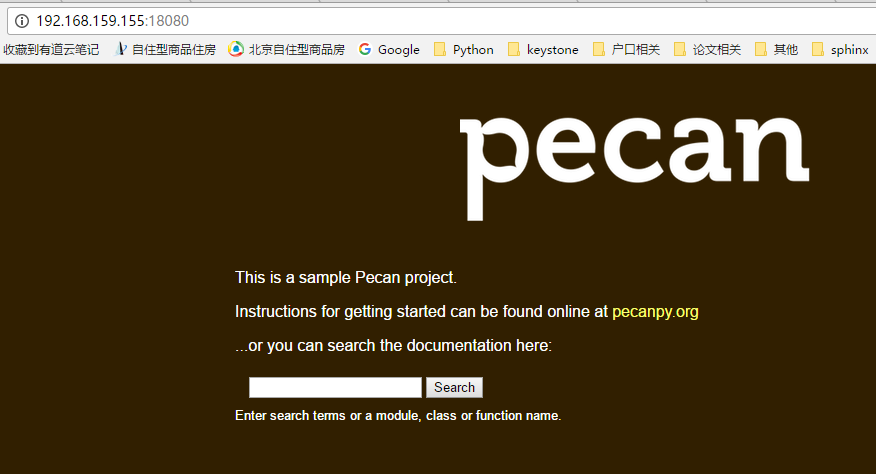 192.168.159.155:18080
收藏到有道云笔记 自住型商品住房 北京自住型商品房 Google Python keystone 户口相关 论文相关 其他 sphinx
pecan
This is a sample Pecan project.
Instructions for getting started can be found online at pecanpy.org
...or you can search the documentation here:
Search
Enter search terms or a module, class or function name.